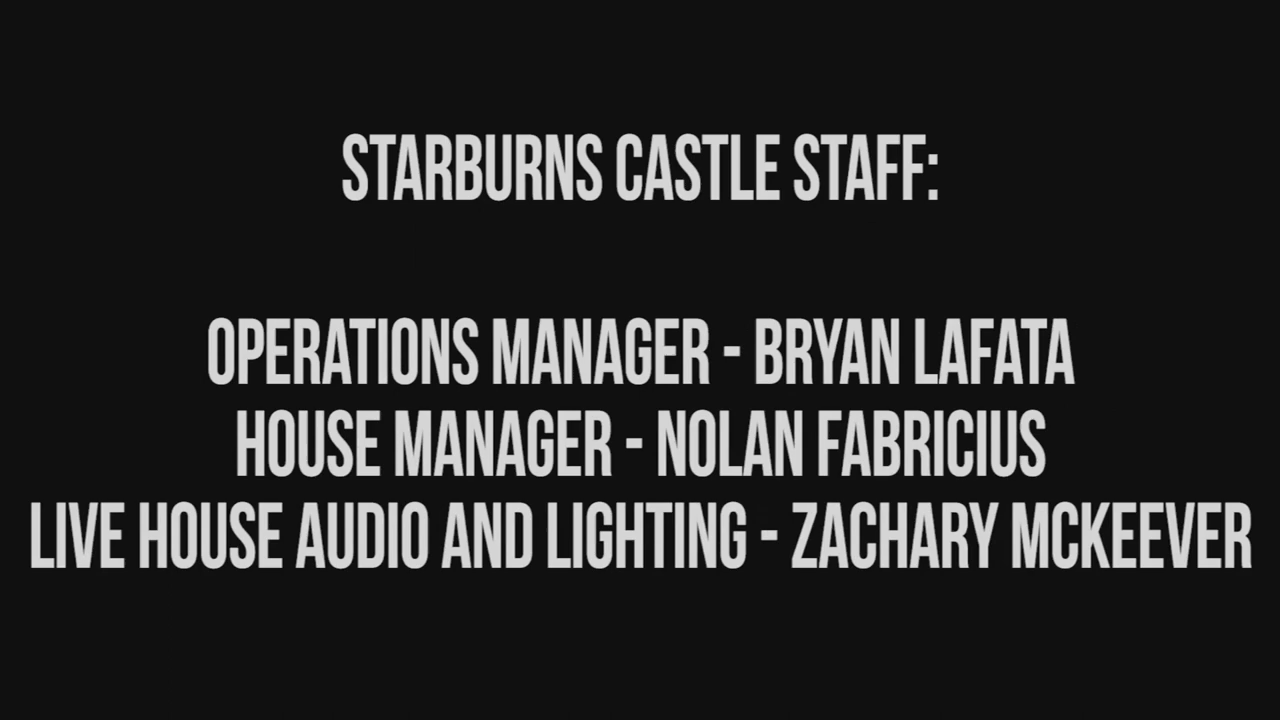 STARBURNS CASTLE STAFF:
OPERATIONS MANAGER - BRYAN LAFATA
HOUSE MANAGER - NOLAN FABRICIUS
LIVE HOUSE AUDIO AND LIGHTING - ZACHARY MCKEEVER